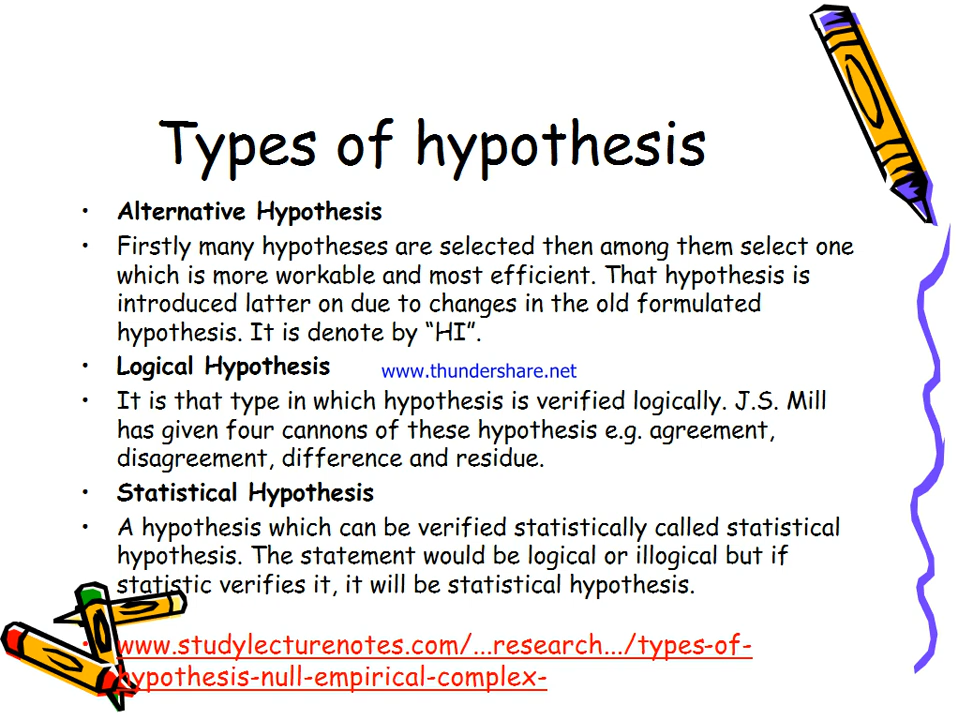 Types of hypothesis
• Alternative Hypothesis
• Firstly many hypotheses are selected then among them select one
which is more workable and most efficient. That hypothesis is
introduced latter on due to changes in the old formulated
hypothesis. It is denote by “HI”.
• Logical Hypothesis
www.thundershare.net
• It is that type in which hypothesis is verified logically. J.S. Mill
has given four cannons of these hypothesis e.g. agreement,
disagreement, difference and residue.
• Statistical Hypothesis
• A hypothesis which can be verified statistically called statistical
hypothesis. The statement would be logical or illogical but if
statistic verifies it, it will be statistical hypothesis.
• www.studylecturenotes.com/...research.../types-of-
hypothesis-null-empirical-complex-